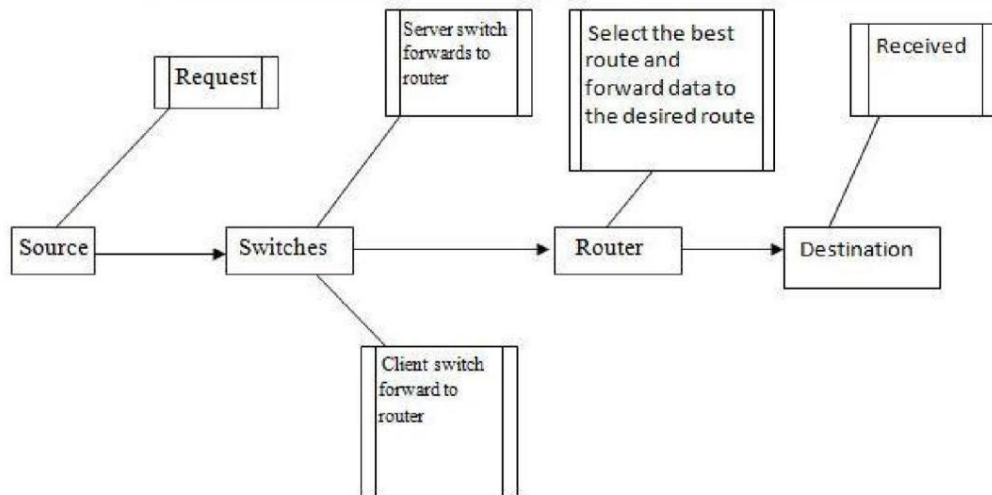 Request
Server switch
forwards to
router
Select the best
route and
forward data to
the desired route
Received
Source
Switches
Router
Destination
Client switch
forward to
router